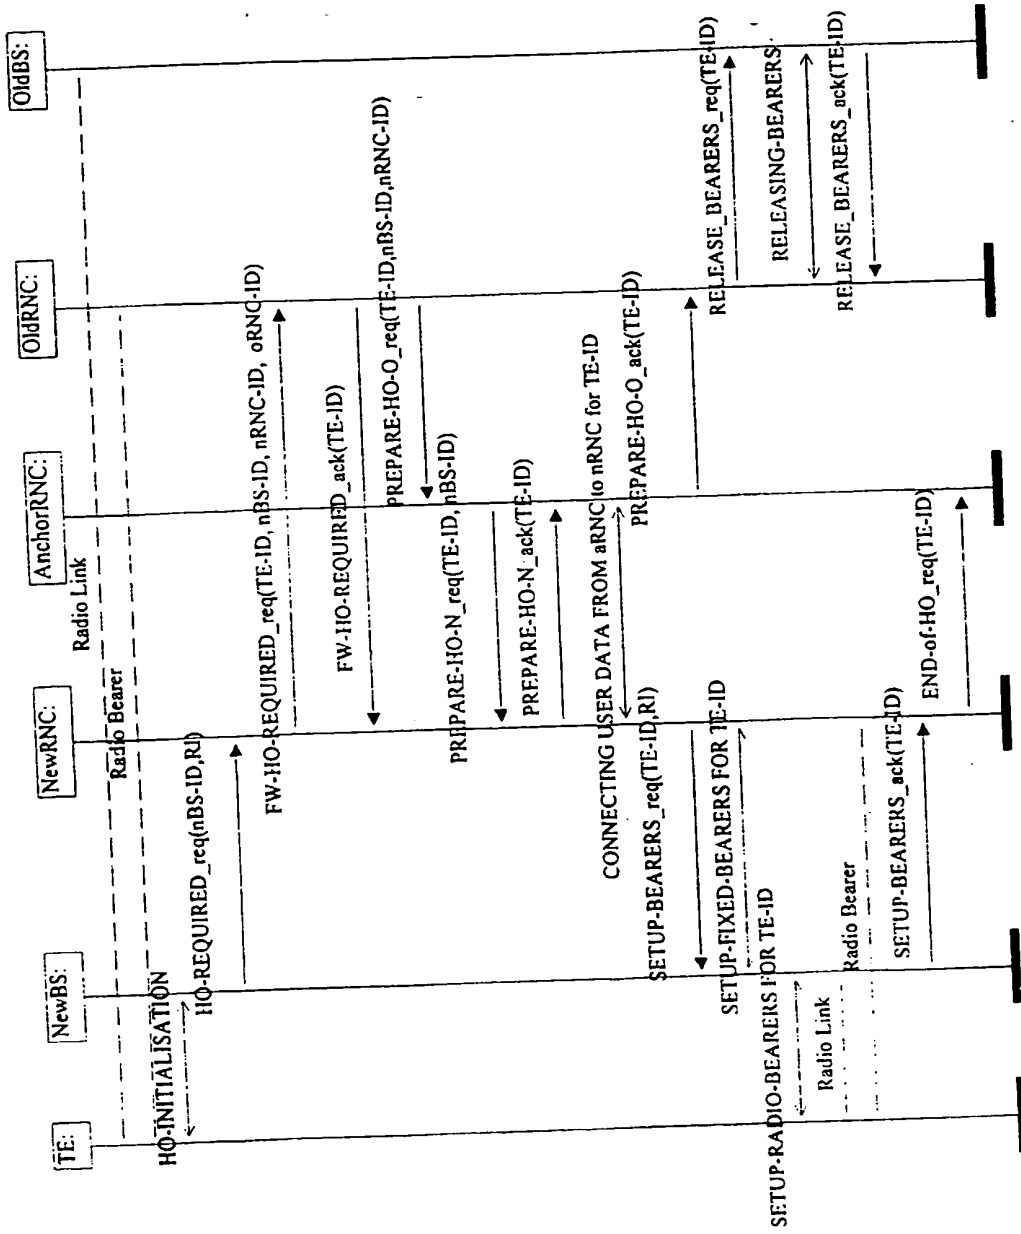 TE:
NewBS:
NewRNC:
AnchorRNC:
OldRNC:
OldBS:
Radio Link
Radio Bearer
HO-INITIALISATION
HO-REQUIRED_req(nBS-ID,RI)
FW-HO-REQUIRED_req(TE-ID, nBS-ID, nRNC-ID, oRNC-ID)
FW-HO-REQUIRED_ack(TE-ID)
PREPARE-HO-O_req(TE-ID,nBS-ID,nRNC-ID)
PREPARE-HO-N_req(TE-ID, nBS-ID)
PREPARE-HO-N_ack(TE-ID)
CONNECTING USER DATA FROM aRNC to nRNC for TE-ID
PREPARE-HO-O_ack(TE-ID)
SETUP-BEARERS_req(TE-ID,RI)
RELEASE_BEARERS_req(TE-ID)
SETUP-FIXED-BEARERS FOR TE-ID
RELEASING-BEARERS
SETUP-RADIO-BEARERS FOR TE-ID
RELEASE_BEARERS_ack(TE-ID)
Radio Link
Radio Bearer
SETUP-BEARERS_ack(TE-ID)
END-of-HO_req(TE-ID)